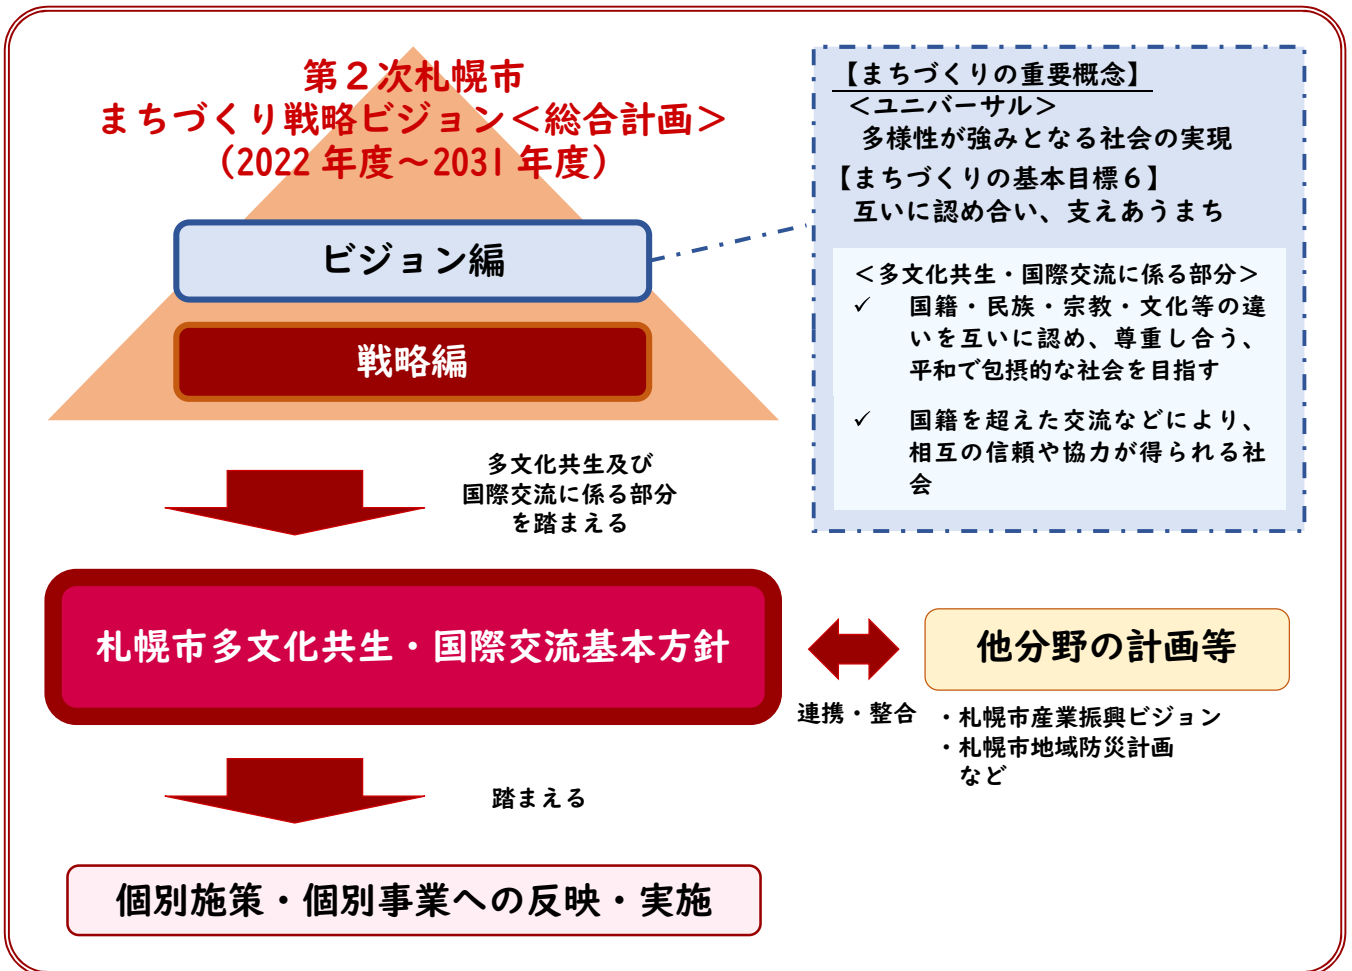 第２次札幌市
まちづくり戦略ビジョン＜総合計画＞
（2022 年度～2031 年度）
ビジョン編
戦略編
【まちづくりの重要概念】
＜ユニバーサル＞
多様性が強みとなる社会の実現
【まちづくりの基本目標６】
互いに認め合い、支えあうまち
＜多文化共生・国際交流に係る部分＞
✓ 国籍・民族・宗教・文化等の違
いを互いに認め、尊重し合う、
平和で包摂的な社会を目指す
✓ 国籍を超えた交流などにより、
相互の信頼や協力が得られる社
会
多文化共生及び
国際交流に係る部分
を踏まえる
札幌市多文化共生・国際交流基本方針
連携・整合
他分野の計画等
・札幌市産業振興ビジョン
・札幌市地域防災計画
など
踏まえる
個別施策・個別事業への反映・実施